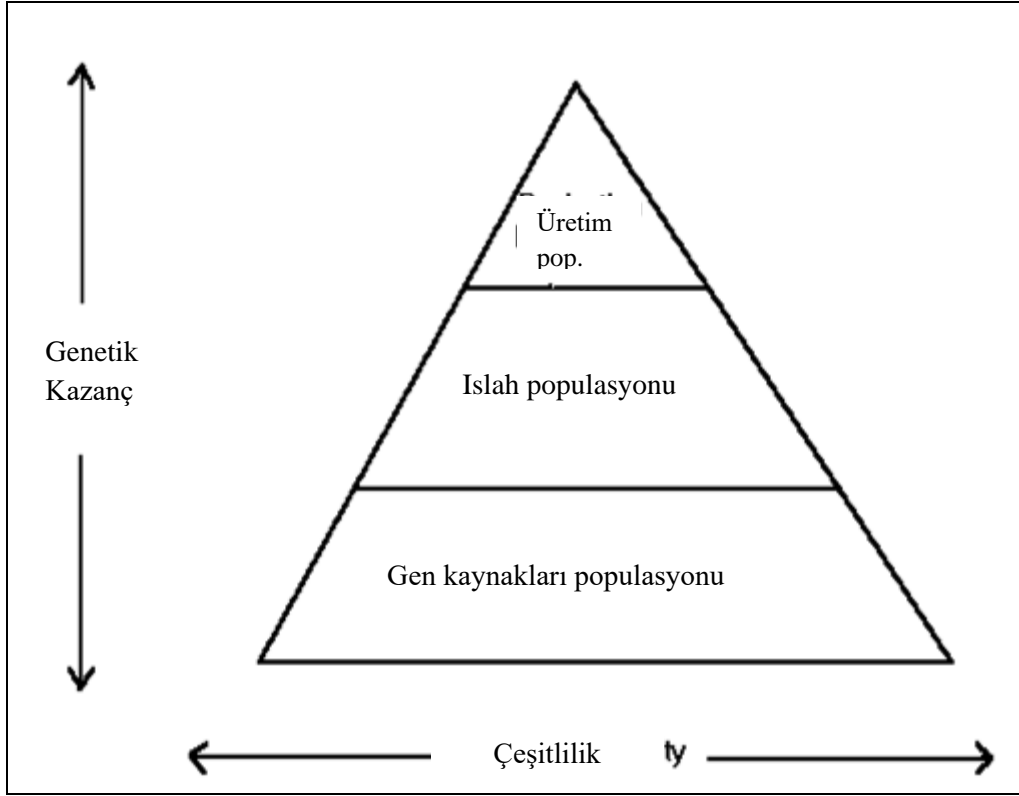 Üretim
pop.
Genetik
Kazanç
Islah populasyonu
Gen kaynakları populasyonu
Çeşitlilik ty